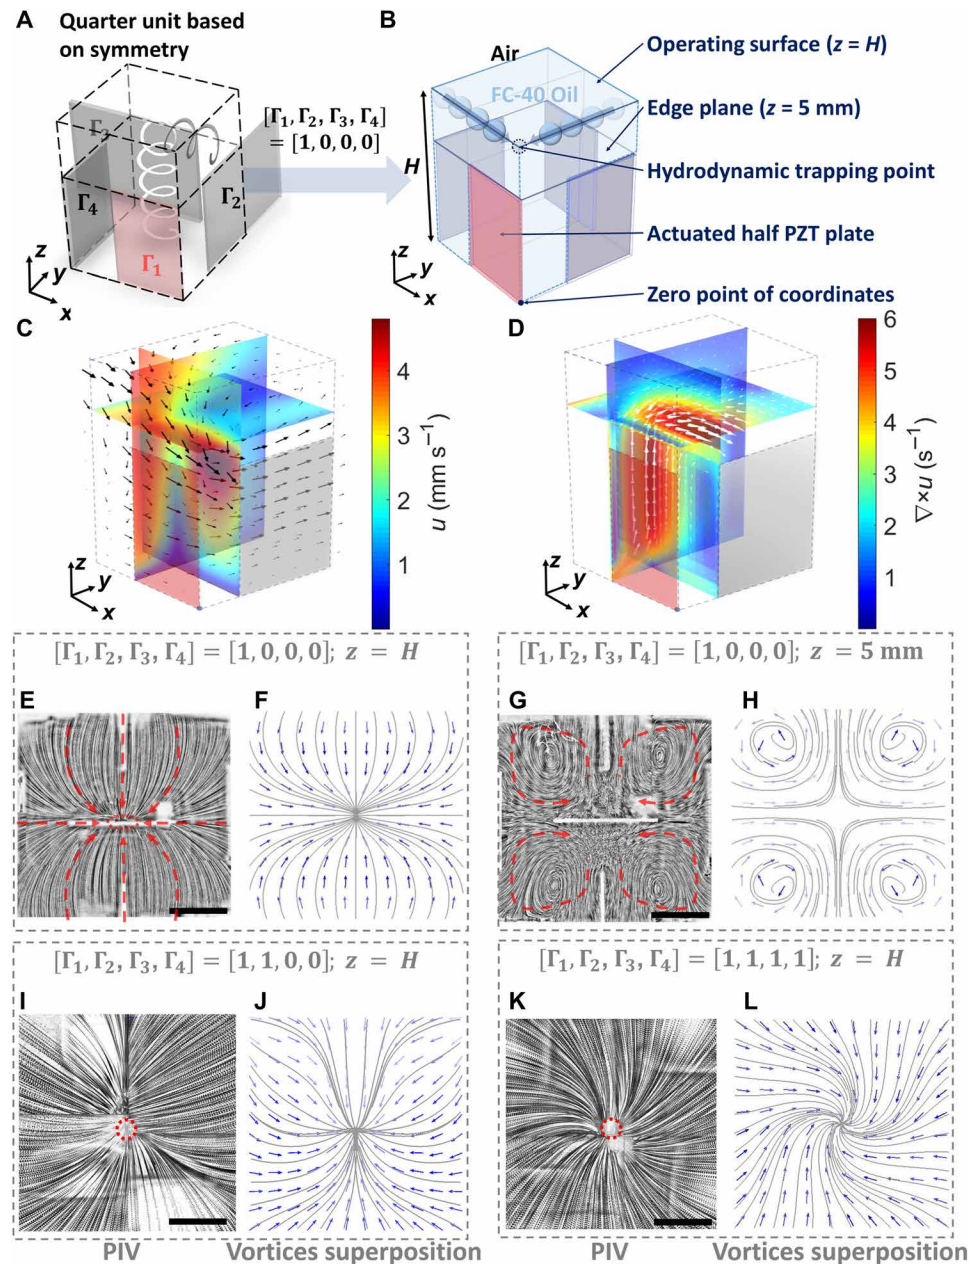 A
Quarter unit based
on symmetry
[Γ₁, Γ₂, Γ₃, Γ₄]
= [1, 0, 0, 0]
Γ₃
Γ₄
Γ₂
Γ₁
z
y
x
B
Air
FC-40 Oil
H
Operating surface (z = H)
Edge plane (z = 5 mm)
Hydrodynamic trapping point
Actuated half PZT plate
Zero point of coordinates
z
y
x
C
4
3
2
1
u (mm s⁻¹)
z
y
x
D
6
5
4
3
2
1
∇×u (s⁻¹)
z
y
x
[Γ₁, Γ₂, Γ₃, Γ₄] = [1, 0, 0, 0]; z = H
E
F
[Γ₁, Γ₂, Γ₃, Γ₄] = [1, 0, 0, 0]; z = 5 mm
G
H
[Γ₁, Γ₂, Γ₃, Γ₄] = [1, 1, 0, 0]; z = H
I
J
[Γ₁, Γ₂, Γ₃, Γ₄] = [1, 1, 1, 1]; z = H
K
L
PIV
Vortices superposition
PIV
Vortices superposition